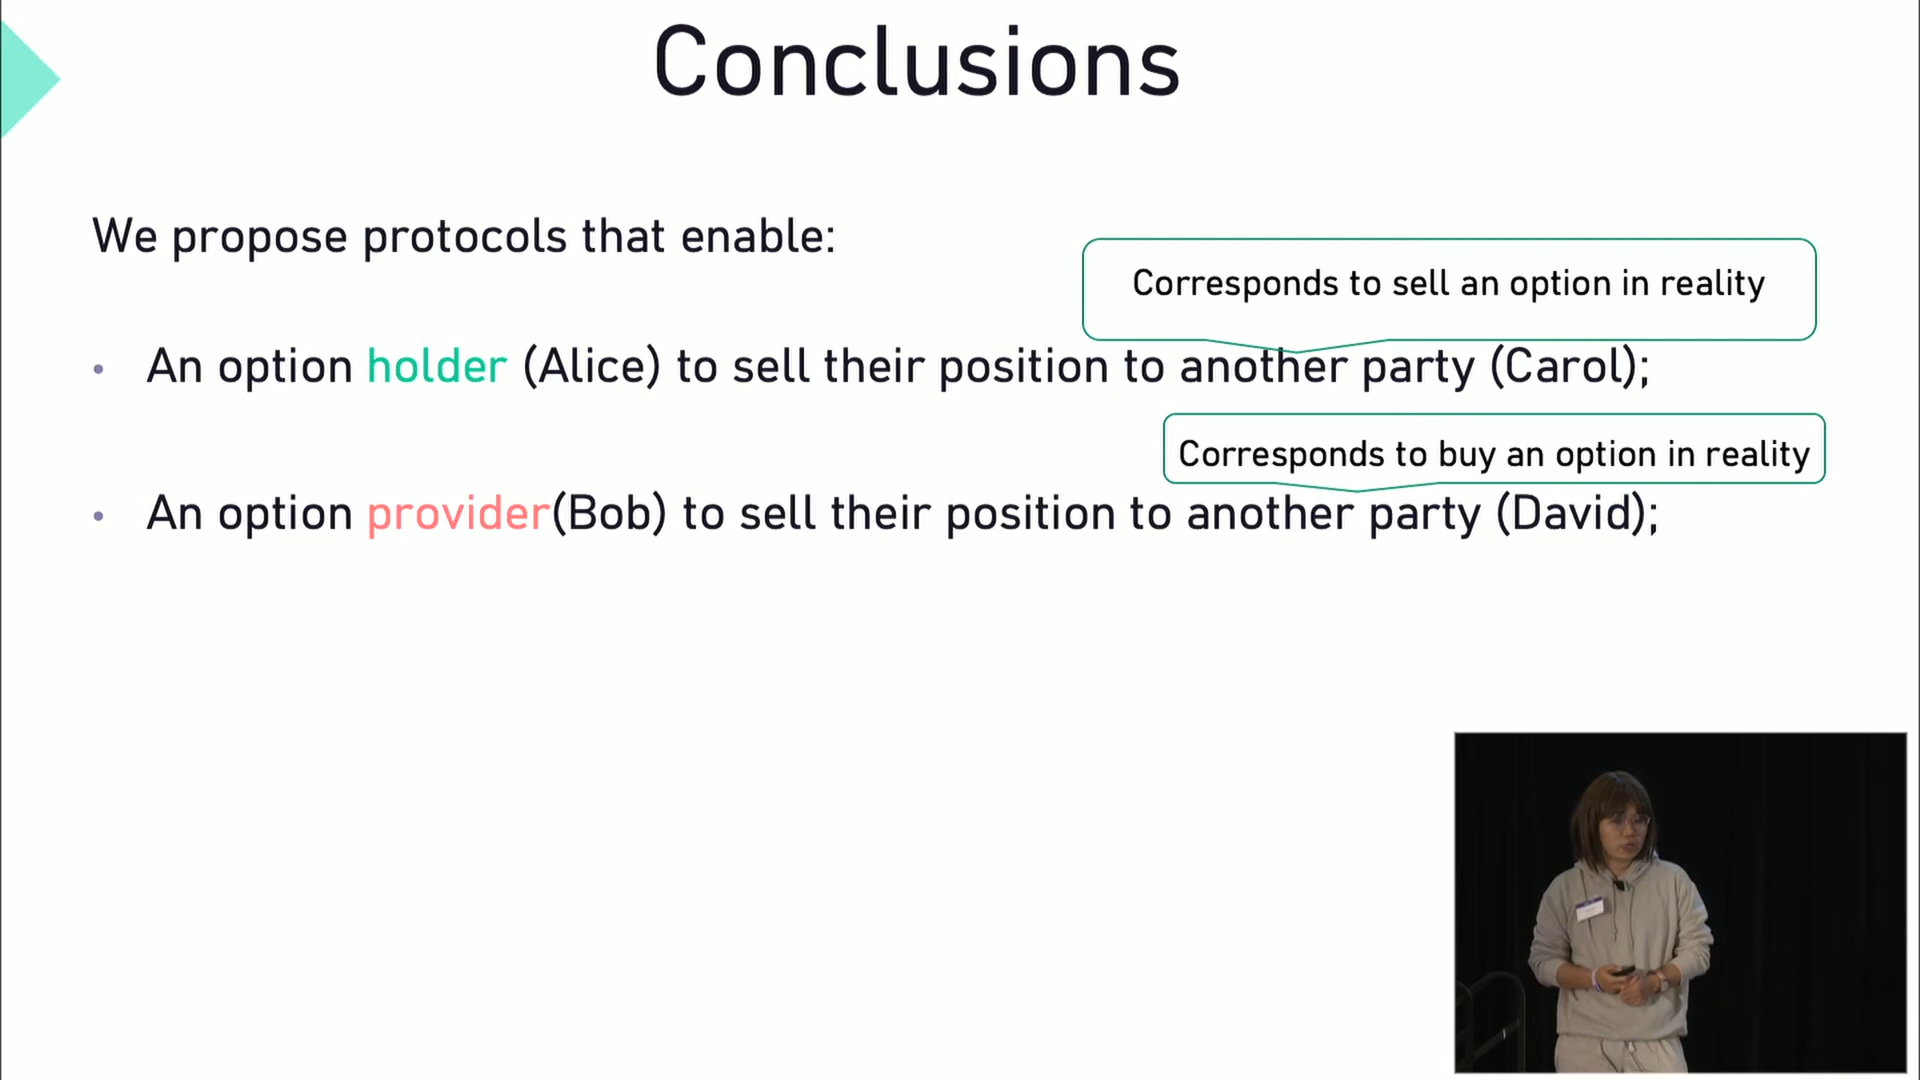 Conclusions
We propose protocols that enable:
Corresponds to sell an option in reality
• An option holder (Alice) to sell their position to another party (Carol);
Corresponds to buy an option in reality
• An option provider(Bob) to sell their position to another party (David);